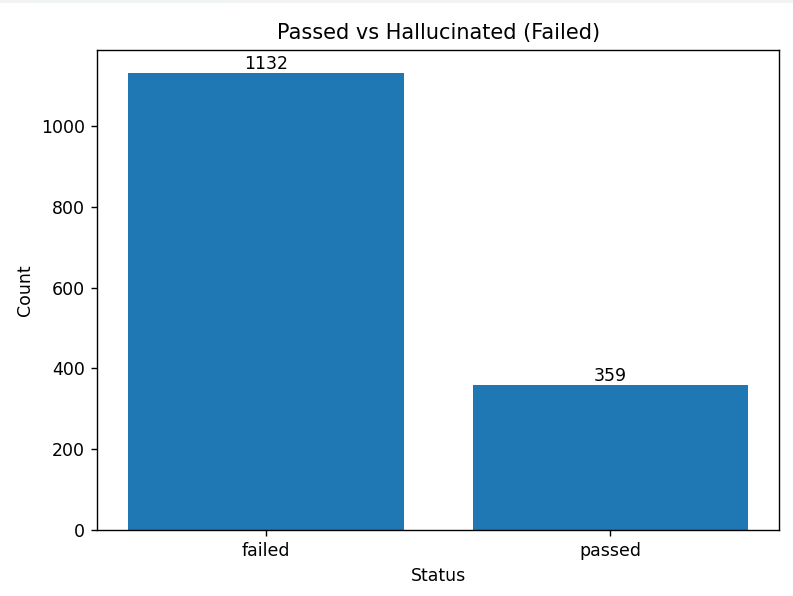 Passed vs Hallucinated (Failed)
1132
359
1000
800
600
400
200
0
Count
failed
passed
Status